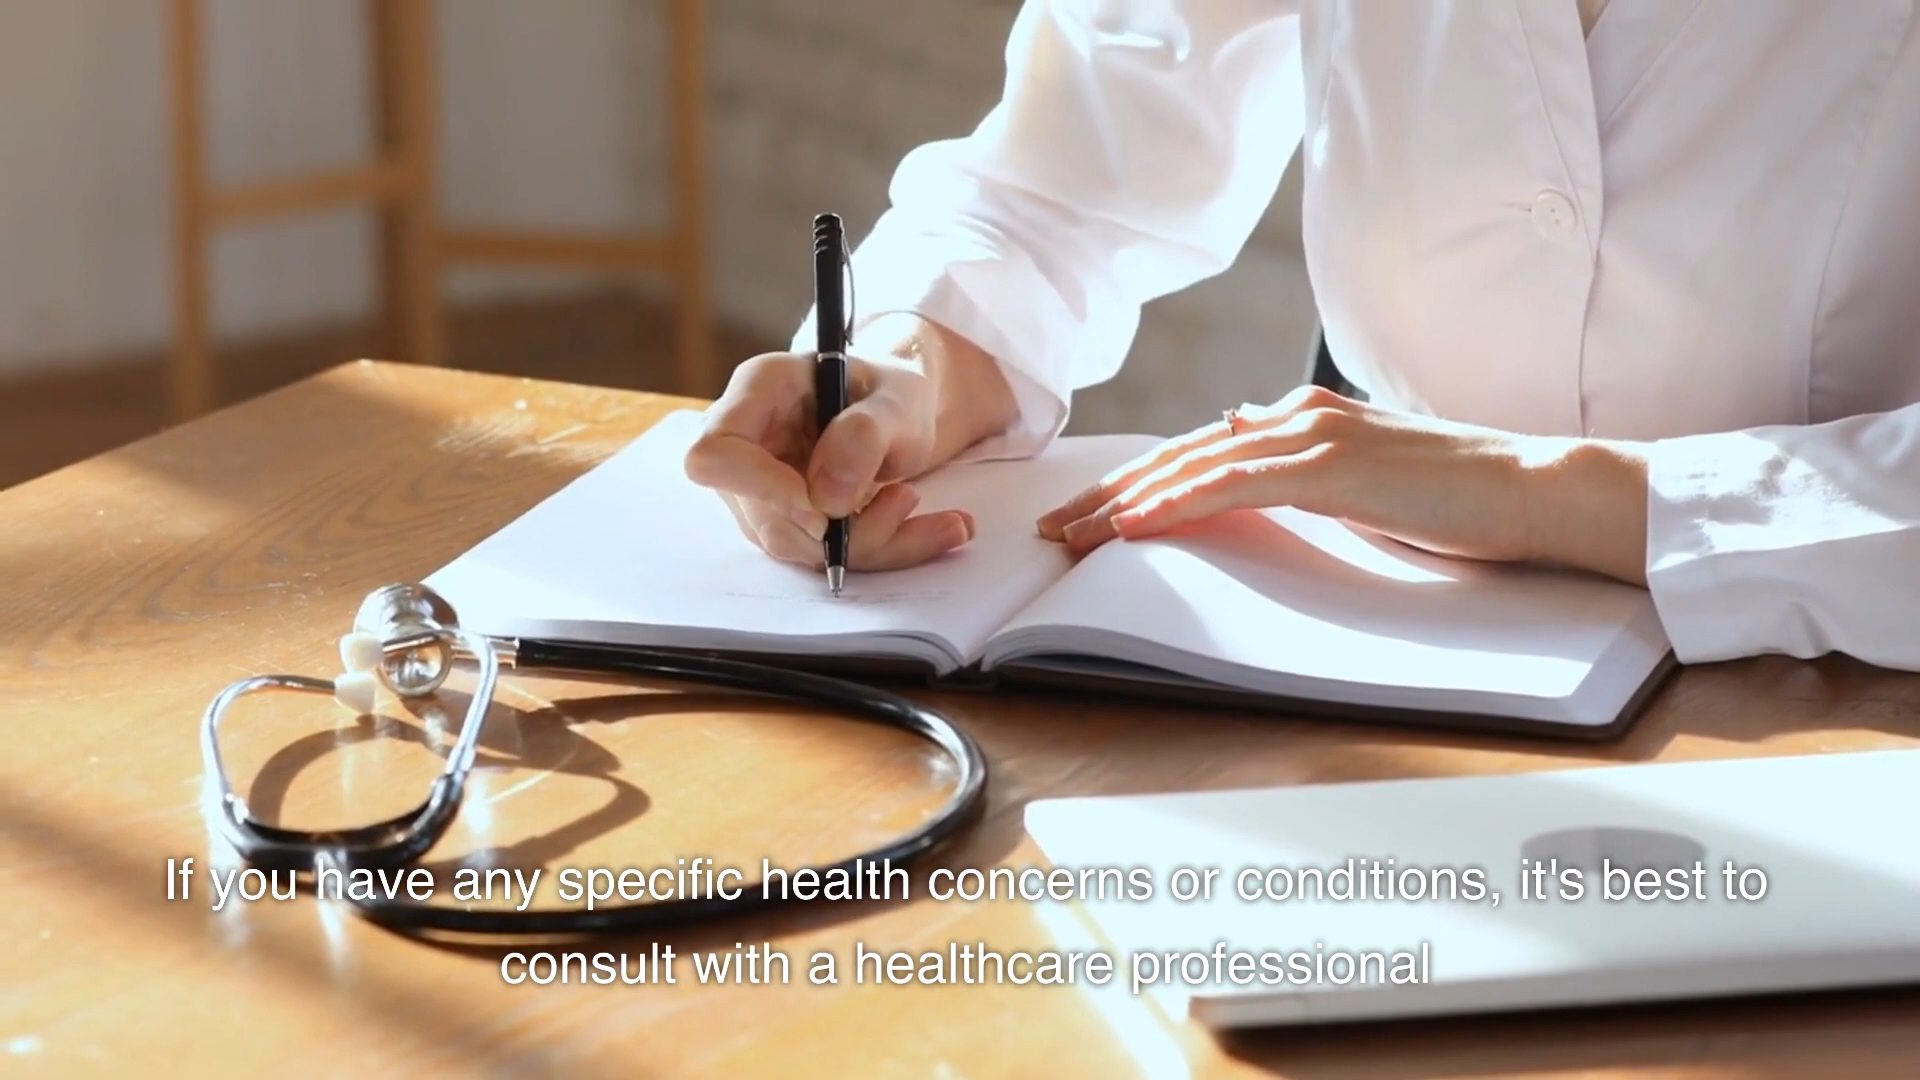 If you have any specific health concerns or conditions, it's best to
consult with a healthcare professional